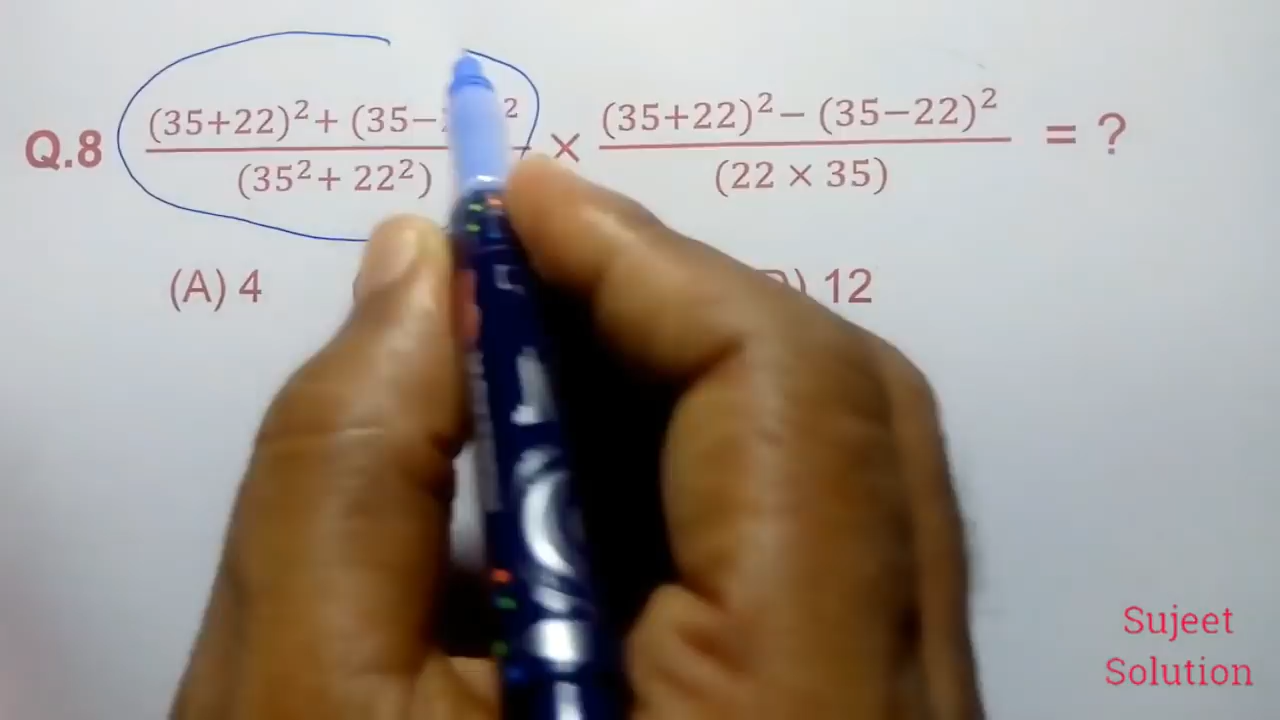 Q.8 (35+22)²+ (35− ² / (35²+ 22²) × (35+22)²− (35−22)² / (22 × 35) = ?
(A) 4 ) 12
Sujeet
Solution